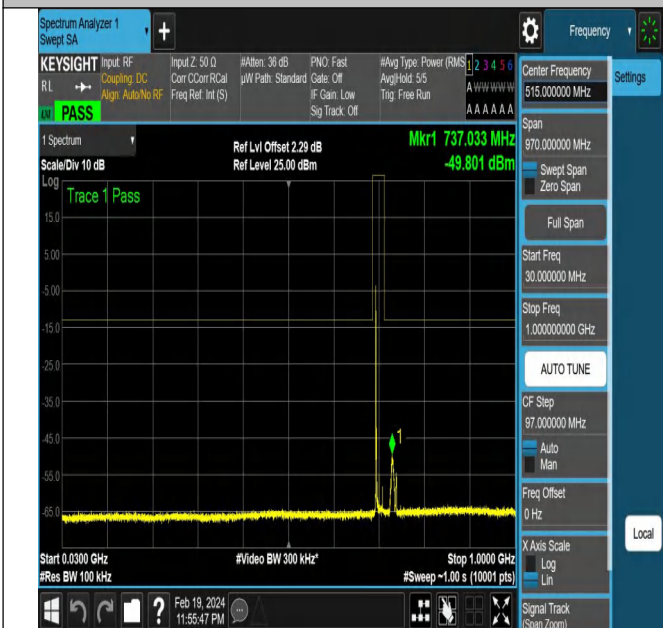 Spectrum Analyzer 1
Swept SA
+
Frequency
KEYSIGHT
RL
LNI PASS
Input: RF
Coupling: DC
Align: Auto/No RF
Input Z: 50 Ω
Corr CCorr RCal
Freq Ref: Int (S)
#Atten: 36 dB
µW Path: Standard
PNO: Fast
Gate: Off
IF Gain: Low
Sig Track: Off
#Avg Type: Power (RMS
Avg|Hold: 5/5
Trig: Free Run
1 2 3 4 5 6
A W W W W W
A A A A A A
1 Spectrum
Scale/Div 10 dB
Ref Lvl Offset 2.29 dB
Ref Level 25.00 dBm
Mkr1 737.033 MHz
-49.801 dBm
Log
Trace 1 Pass
15.0
5.00
-5.00
-15.0
-25.0
-35.0
-45.0
-55.0
-65.0
1
Start 0.0300 GHz
#Res BW 100 kHz
#Video BW 300 kHz*
Stop 1.0000 GHz
#Sweep ~1.00 s (10001 pts)
?
Feb 19, 2024
11:55:47 PM
Center Frequency
515.000000 MHz
Settings
Span
970.000000 MHz
Swept Span
Zero Span
Full Span
Start Freq
30.000000 MHz
Stop Freq
1.000000000 GHz
AUTO TUNE
CF Step
97.000000 MHz
Auto
Man
Freq Offset
0 Hz
Local
X Axis Scale
Log
Lin
Signal Track
(Span Zoom)